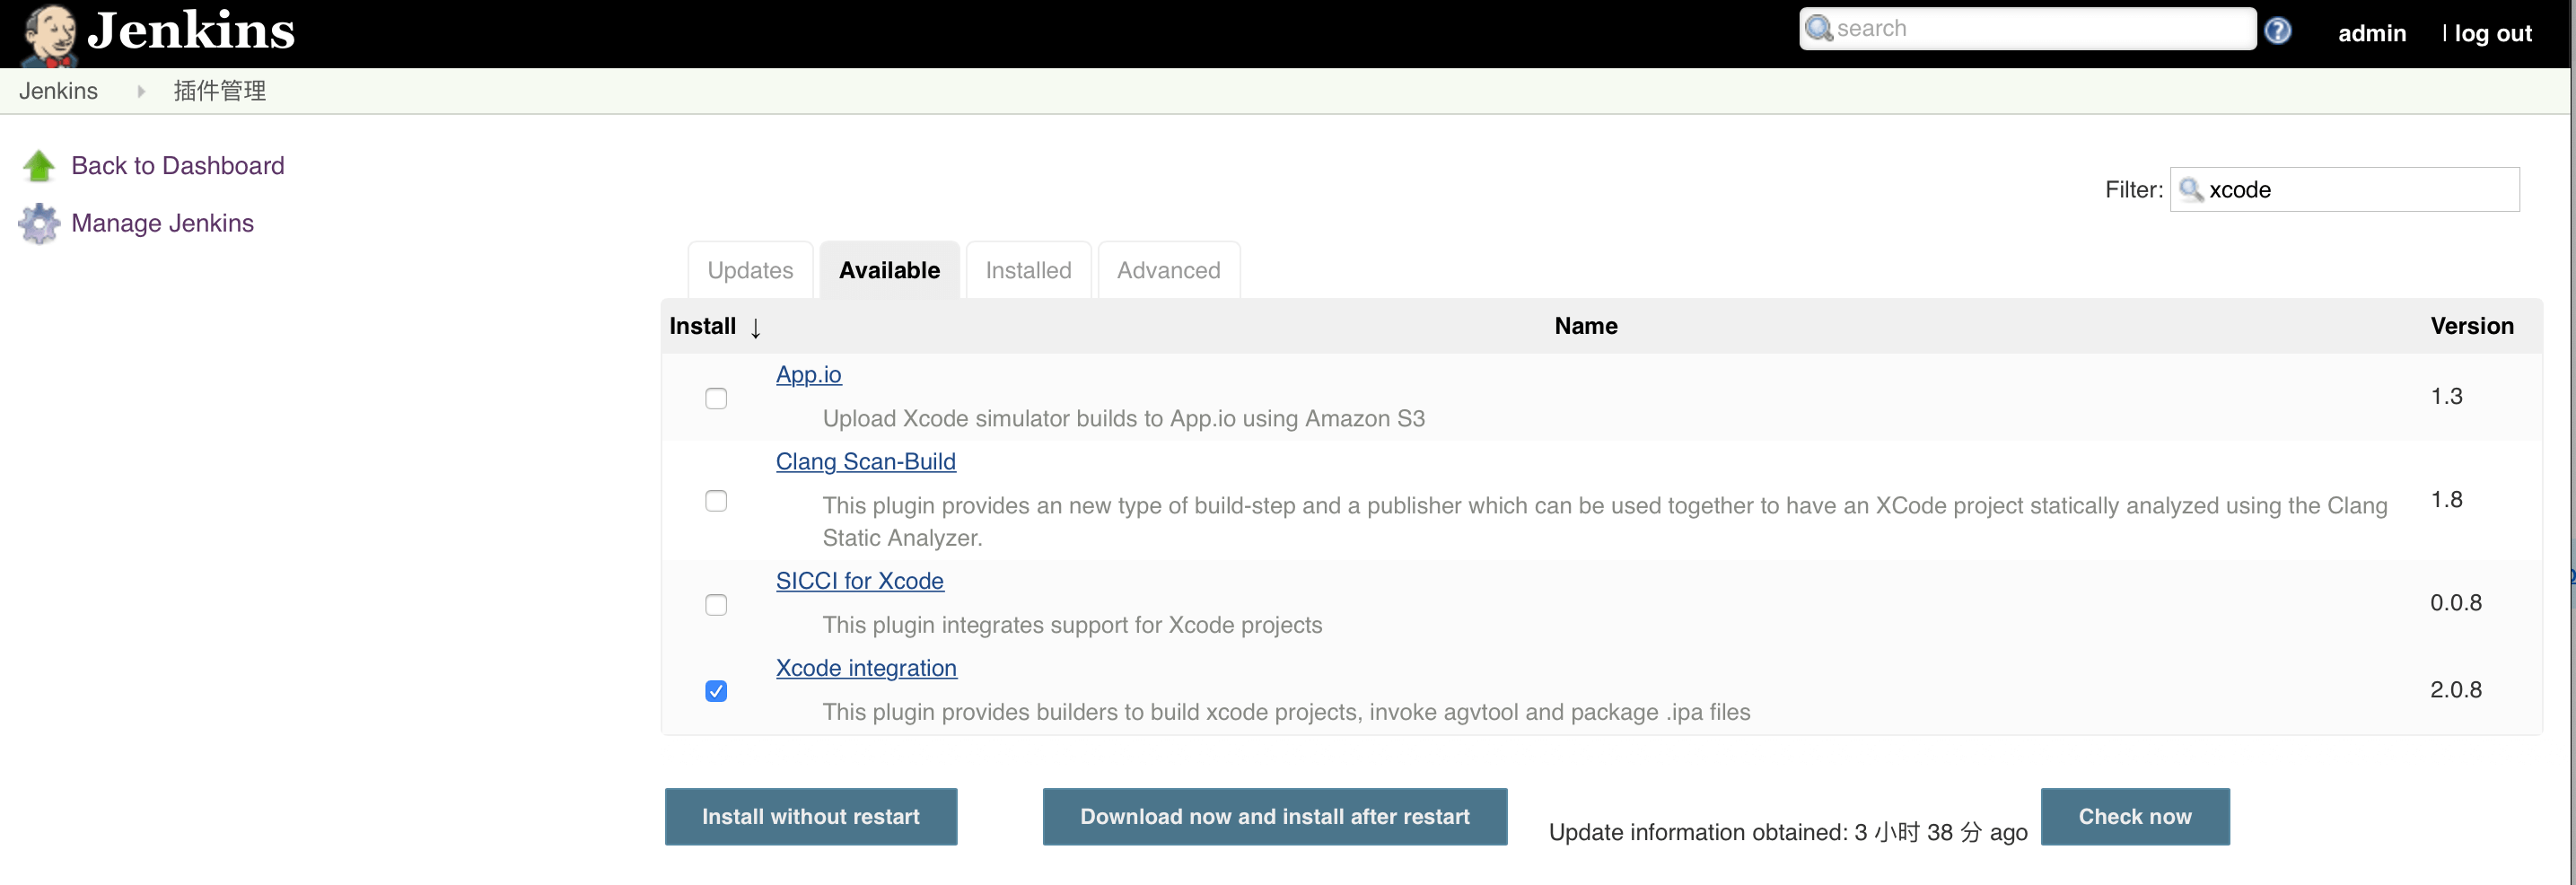 Jenkins
search
admin
| log out
Jenkins
插件管理
Back to Dashboard
Manage Jenkins
Filter: xcode
Updates
Available
Installed
Advanced
Install ↓
Name
Version
App.io
Upload Xcode simulator builds to App.io using Amazon S3
1.3
Clang Scan-Build
This plugin provides an new type of build-step and a publisher which can be used together to have an XCode project statically analyzed using the Clang
Static Analyzer.
1.8
SICCI for Xcode
This plugin integrates support for Xcode projects
0.0.8
Xcode integration
This plugin provides builders to build xcode projects, invoke agvtool and package .ipa files
2.0.8
Install without restart
Download now and install after restart
Update information obtained: 3 小时 38 分 ago
Check now